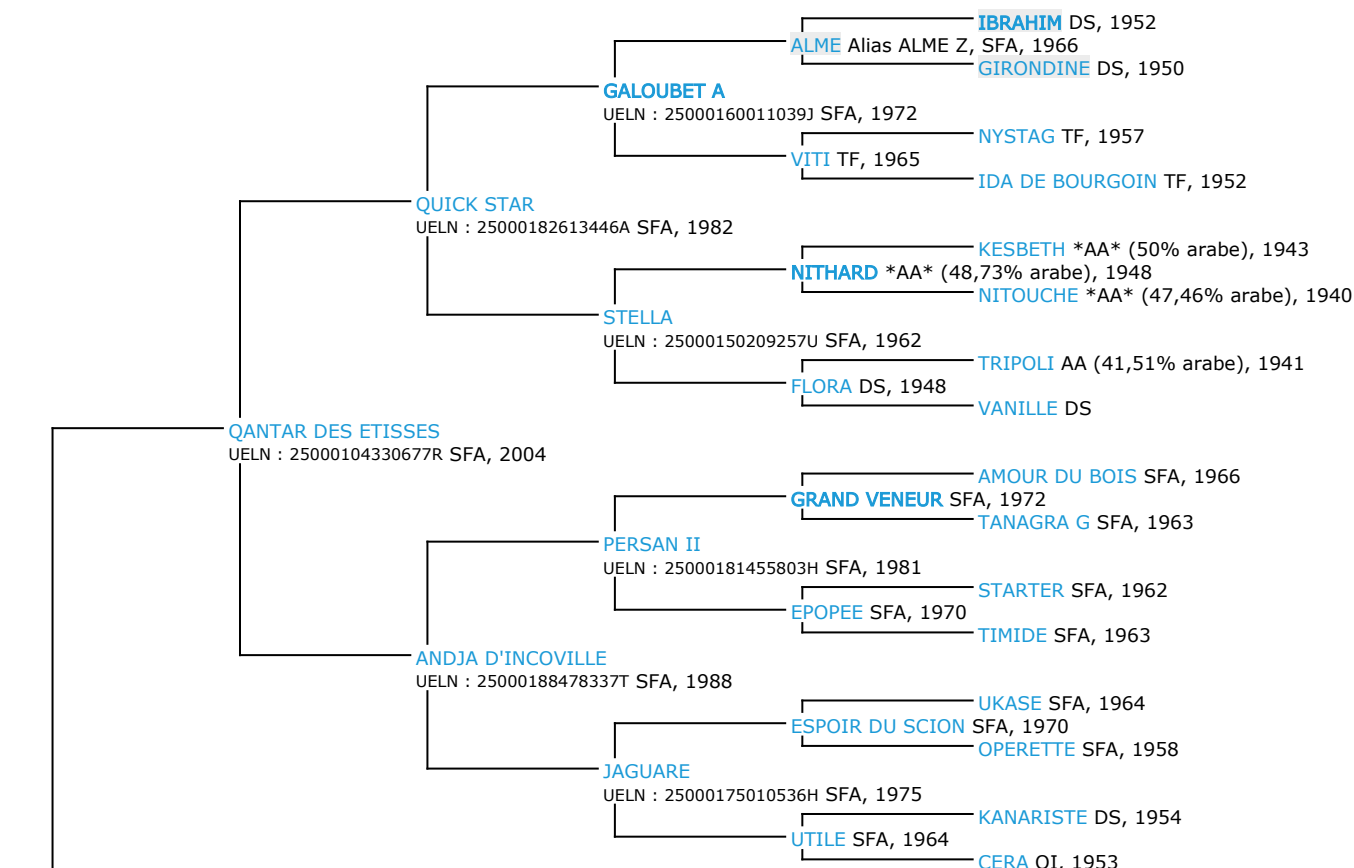 IBRAHIM DS, 1952
ALME Alias ALME Z, SFA, 1966
GIRONDINE DS, 1950
GALOUBET A
UELN : 25000160011039J SFA, 1972
NYSTAG TF, 1957
VITI TF, 1965
IDA DE BOURGOIN TF, 1952
QUICK STAR
UELN : 25000182613446A SFA, 1982
KESBETH *AA* (50% arabe), 1943
NITHARD *AA* (48,73% arabe), 1948
NITOUCHE *AA* (47,46% arabe), 1940
STELLA
UELN : 25000150209257U SFA, 1962
TRIPOLI AA (41,51% arabe), 1941
FLORA DS, 1948
VANILLE DS
QANTAR DES ETISSES
UELN : 25000104330677R SFA, 2004
AMOUR DU BOIS SFA, 1966
GRAND VENEUR SFA, 1972
TANAGRA G SFA, 1963
PERSAN II
UELN : 25000181455803H SFA, 1981
STARTER SFA, 1962
EPOPEE SFA, 1970
TIMIDE SFA, 1963
ANDJA D'INCOVILLE
UELN : 25000188478337T SFA, 1988
UKASE SFA, 1964
ESPOIR DU SCION SFA, 1970
OPERETTE SFA, 1958
JAGUARE
UELN : 25000175010536H SFA, 1975
KANARISTE DS, 1954
UTILE SFA, 1964
CERA OI, 1953